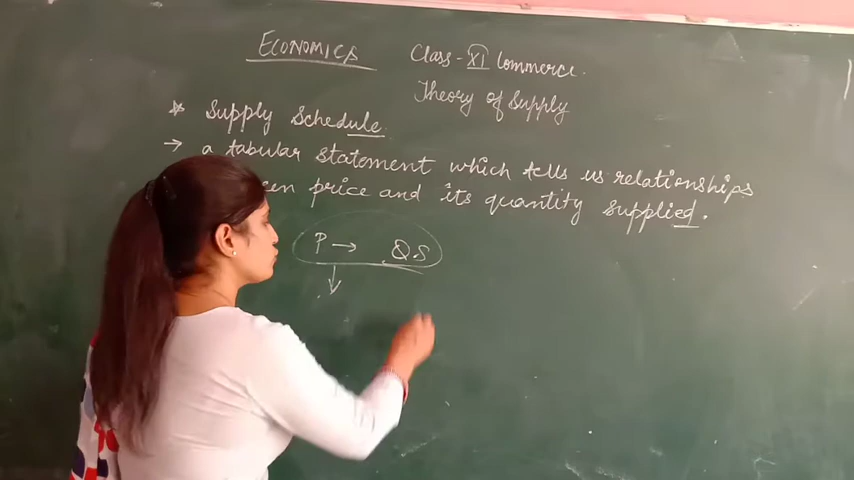 ECONOMICS Class-XI Commerce.
Theory of Supply
* Supply Schedule
→ a tabular statement which tells us relationships
price and its quantity supplied.
P → QS
↓